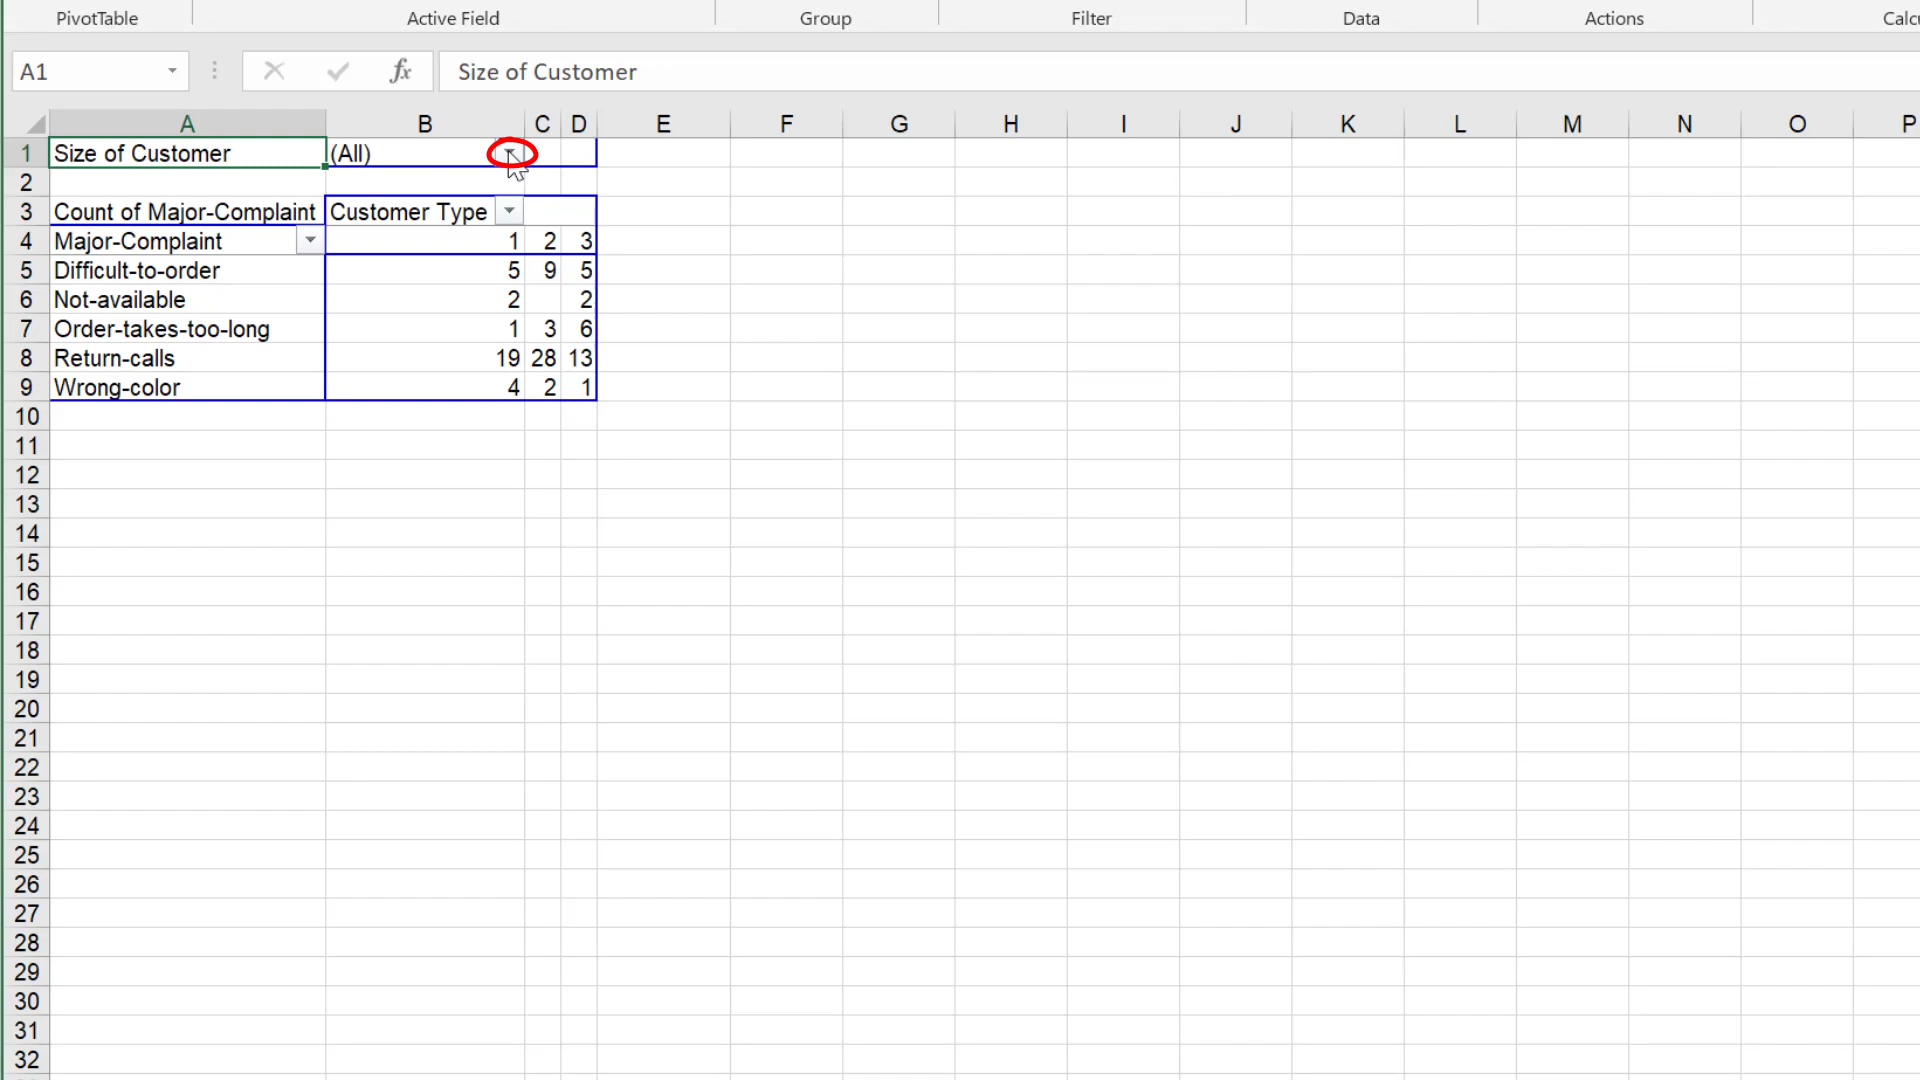 PivotTable Active Field Group Filter Data Actions Calcu
A1 fx Size of Customer
A B C D E F G H I J K L M N O P
1 Size of Customer (All)
2
3 Count of Major-Complaint Customer Type
4 Major-Complaint 1 2 3
5 Difficult-to-order 5 9 5
6 Not-available 2 2
7 Order-takes-too-long 1 3 6
8 Return-calls 19 28 13
9 Wrong-color 4 2 1
10
11
12
13
14
15
16
17
18
19
20
21
22
23
24
25
26
27
28
29
30
31
32